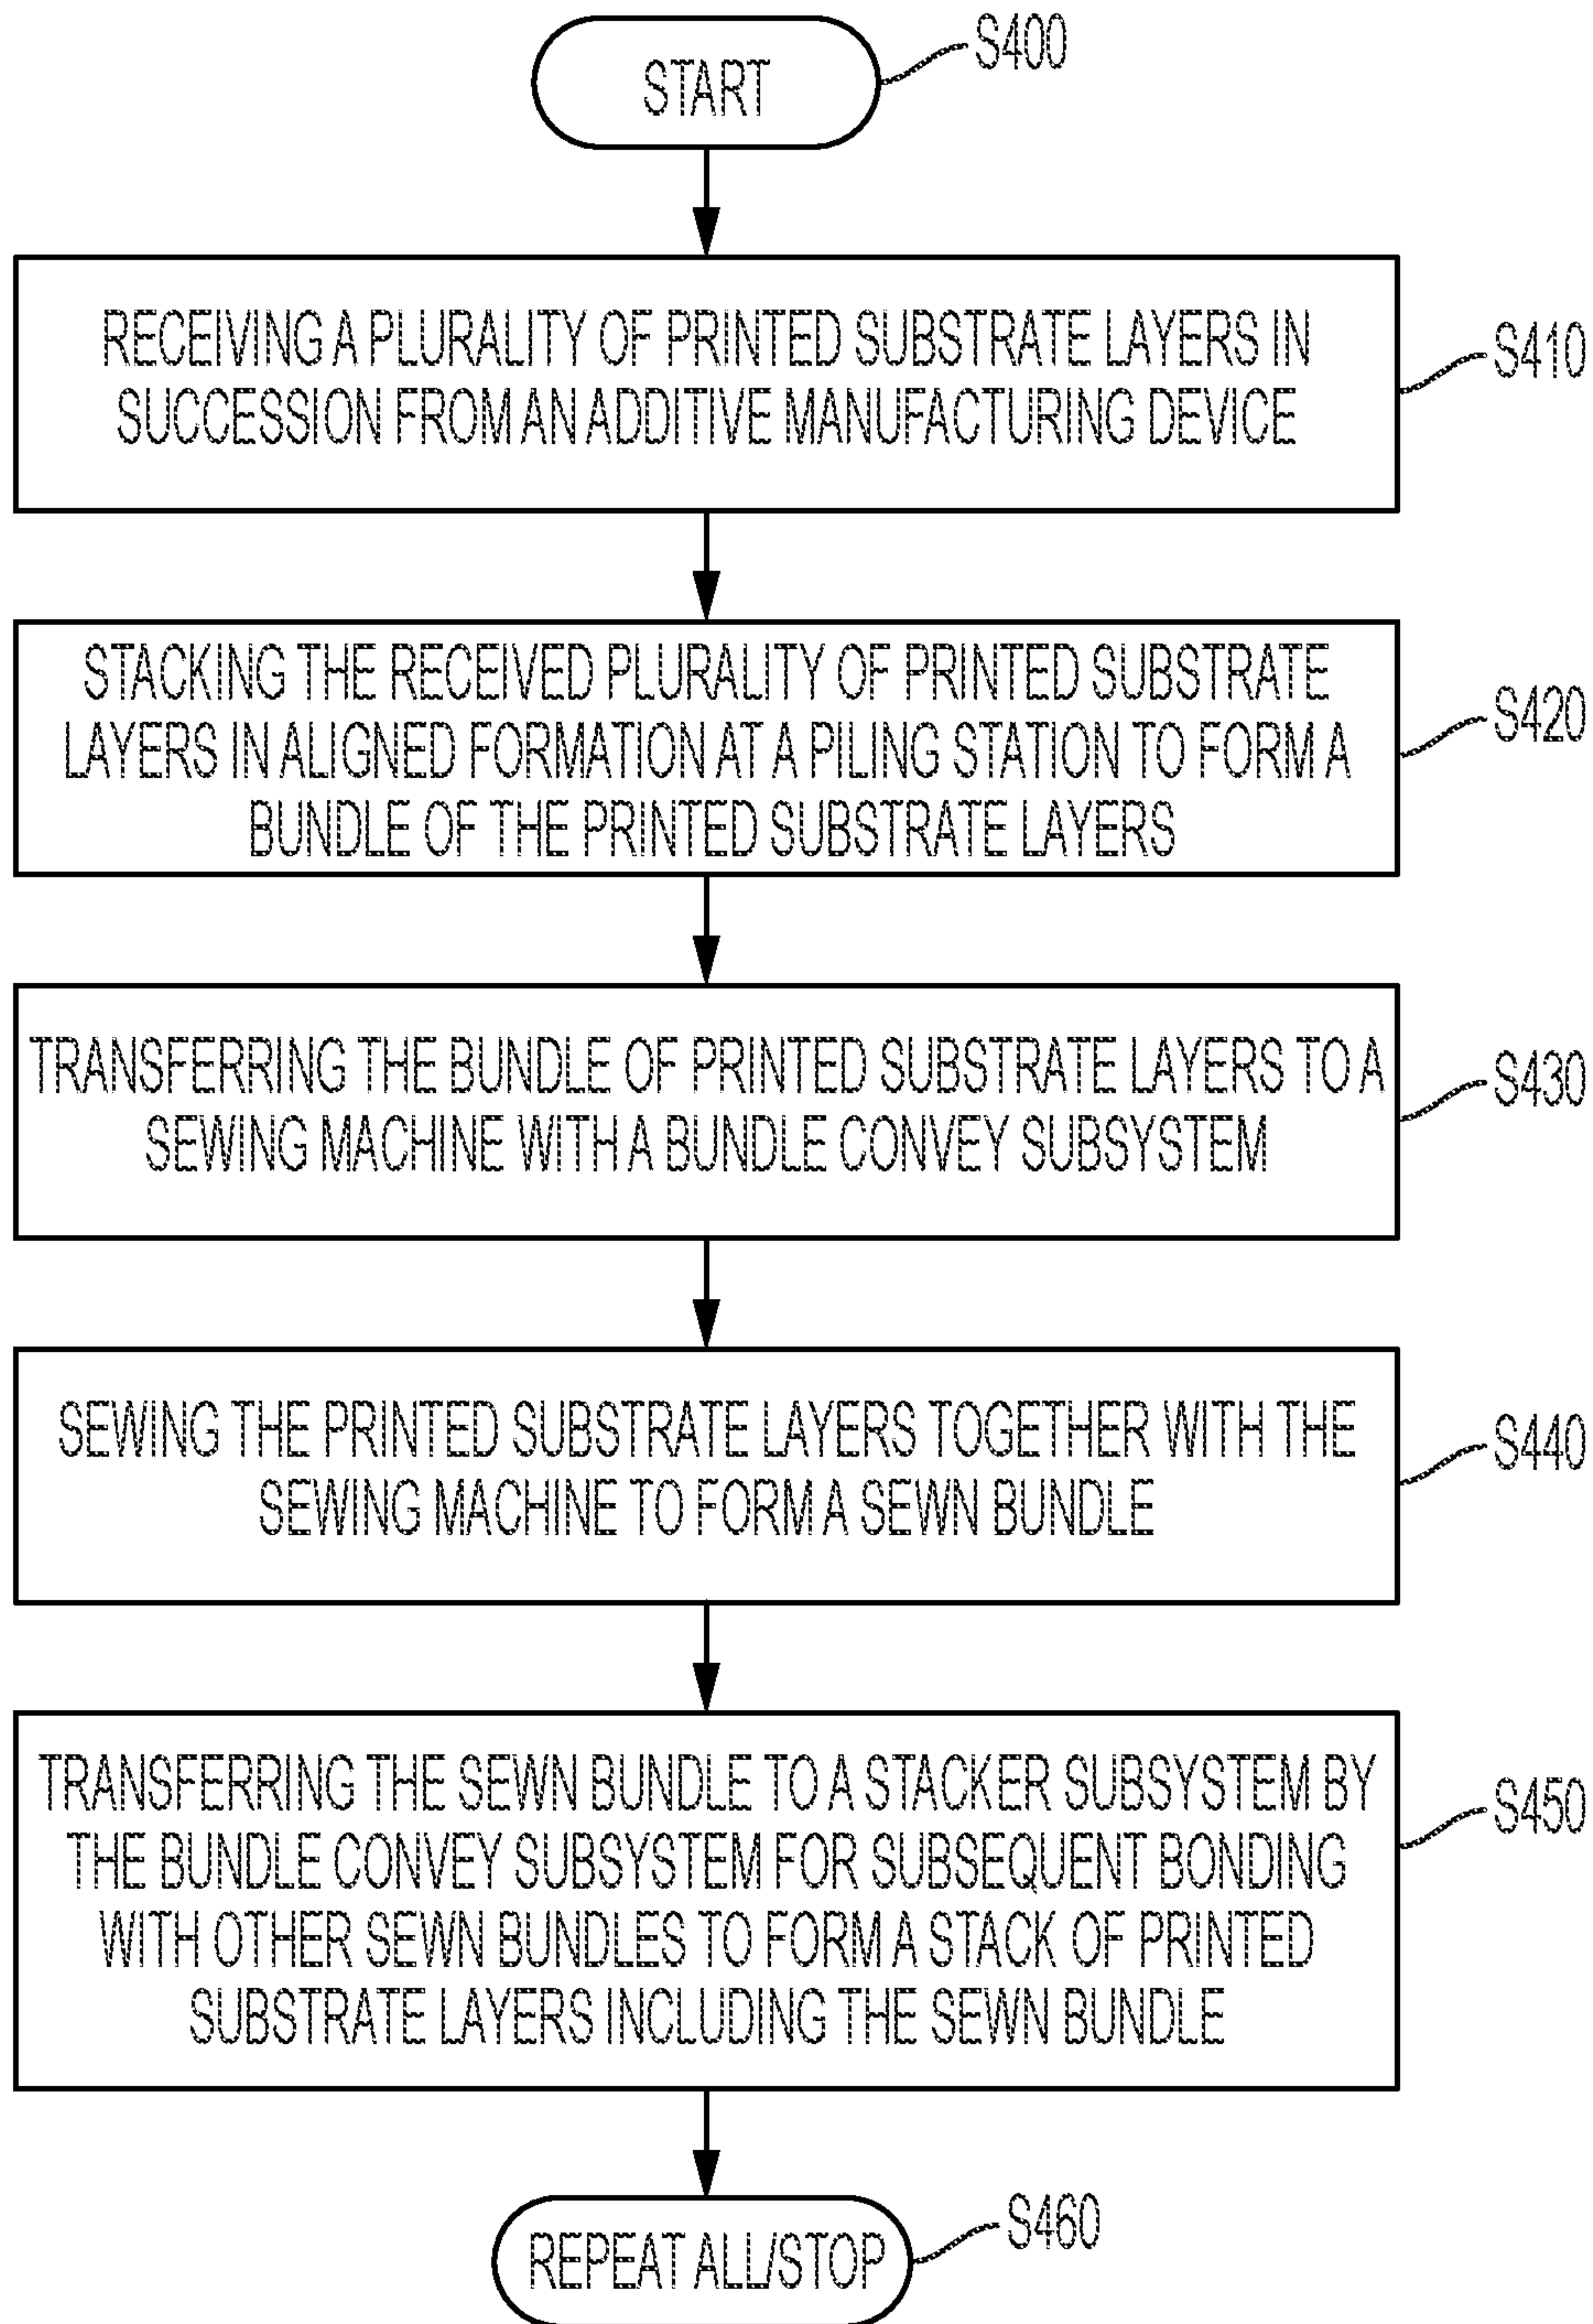 START
S400
RECEIVING A PLURALITY OF PRINTED SUBSTRATE LAYERS IN
SUCCESSION FROM AN ADDITIVE MANUFACTURING DEVICE
S410
STACKING THE RECEIVED PLURALITY OF PRINTED SUBSTRATE
LAYERS IN ALIGNED FORMATION AT A PILING STATION TO FORM A
BUNDLE OF THE PRINTED SUBSTRATE LAYERS
S420
TRANSFERRING THE BUNDLE OF PRINTED SUBSTRATE LAYERS TO A
SEWING MACHINE WITH A BUNDLE CONVEY SUBSYSTEM
S430
SEWING THE PRINTED SUBSTRATE LAYERS TOGETHER WITH THE
SEWING MACHINE TO FORM A SEWN BUNDLE
S440
TRANSFERRING THE SEWN BUNDLE TO A STACKER SUBSYSTEM BY
THE BUNDLE CONVEY SUBSYSTEM FOR SUBSEQUENT BONDING
WITH OTHER SEWN BUNDLES TO FORM A STACK OF PRINTED
SUBSTRATE LAYERS INCLUDING THE SEWN BUNDLE
S450
REPEAT ALL/STOP
S460